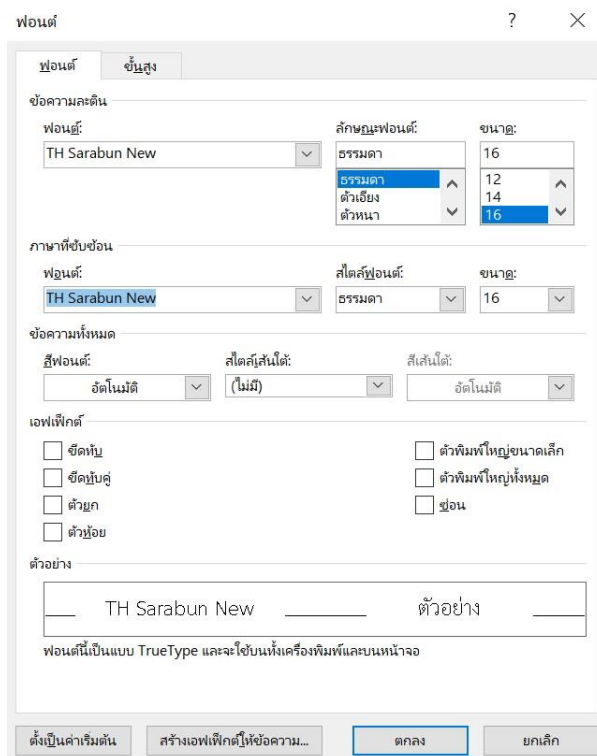 ฟอนต์ ?
ฟอนต์ ขั้นสูง
ข้อความละติน
ฟอนต์: ลักษณะฟอนต์: ขนาด:
TH Sarabun New ธรรมดา 16
ธรรมดา 12
ตัวเอียง 14
ตัวหนา 16
ภาษาที่ซับซ้อน
ฟอนต์: สไตล์ฟอนต์: ขนาด:
TH Sarabun New ธรรมดา 16
ข้อความทั้งหมด
สีฟอนต์: สไตล์เส้นใต้: สีเส้นใต้:
อัตโนมัติ (ไม่มี) อัตโนมัติ
เอฟเฟ็กต์
ขีดทับ ตัวพิมพ์ใหญ่ขนาดเล็ก
ขีดทับคู่ ตัวพิมพ์ใหญ่ทั้งหมด
ตัวยก ซ่อน
ตัวห้อย
ตัวอย่าง
TH Sarabun New ตัวอย่าง
ฟอนต์นี้เป็นแบบ TrueType และจะใช้บนทั้งเครื่องพิมพ์และบนหน้าจอ
ตั้งเป็นค่าเริ่มต้น สร้างเอฟเฟ็กต์ให้ข้อความ... ตกลง ยกเลิก